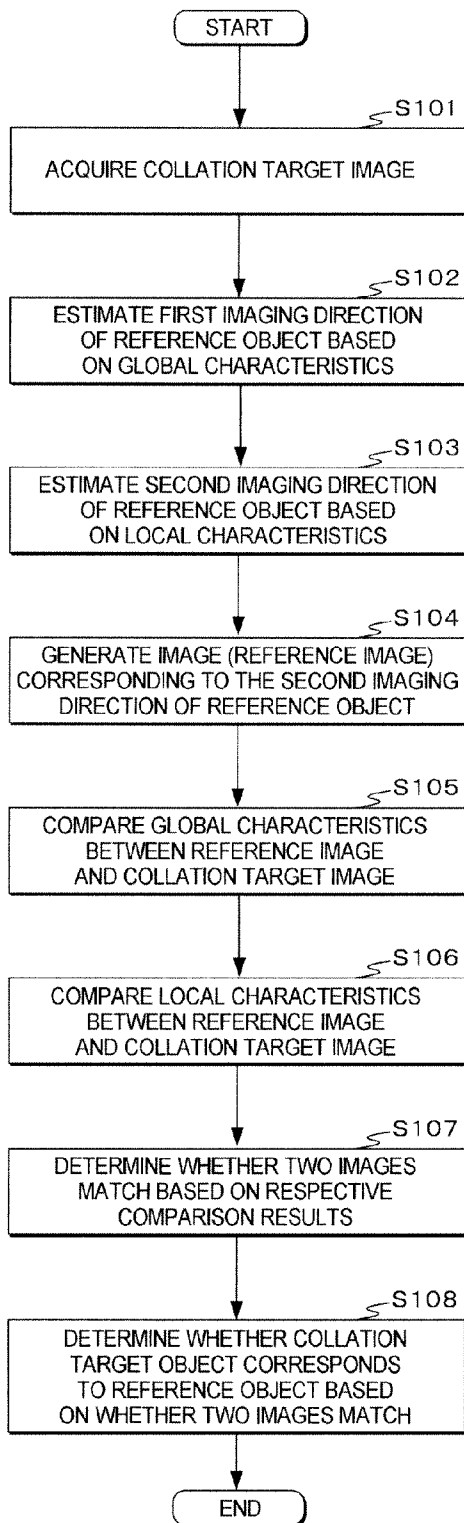 START
S101
ACQUIRE COLLATION TARGET IMAGE
S102
ESTIMATE FIRST IMAGING DIRECTION
OF REFERENCE OBJECT BASED
ON GLOBAL CHARACTERISTICS
S103
ESTIMATE SECOND IMAGING DIRECTION
OF REFERENCE OBJECT BASED
ON LOCAL CHARACTERISTICS
S104
GENERATE IMAGE (REFERENCE IMAGE)
CORRESPONDING TO THE SECOND IMAGING
DIRECTION OF REFERENCE OBJECT
S105
COMPARE GLOBAL CHARACTERISTICS
BETWEEN REFERENCE IMAGE
AND COLLATION TARGET IMAGE
S106
COMPARE LOCAL CHARACTERISTICS
BETWEEN REFERENCE IMAGE
AND COLLATION TARGET IMAGE
S107
DETERMINE WHETHER TWO IMAGES
MATCH BASED ON RESPECTIVE
COMPARISON RESULTS
S108
DETERMINE WHETHER COLLATION
TARGET OBJECT CORRESPONDS
TO REFERENCE OBJECT BASED
ON WHETHER TWO IMAGES MATCH
END